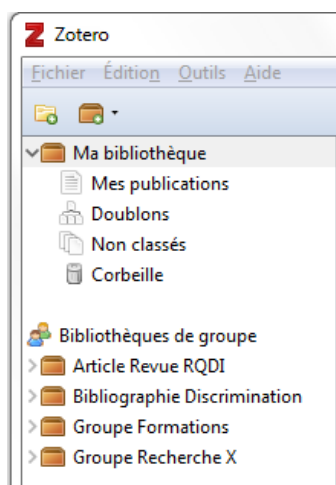 Z Zotero
Fichier Édition Outils Aide
Ma bibliothèque
Mes publications
Doublons
Non classés
Corbeille
Bibliothèques de groupe
Article Revue RQDI
Bibliographie Discrimination
Groupe Formations
Groupe Recherche X